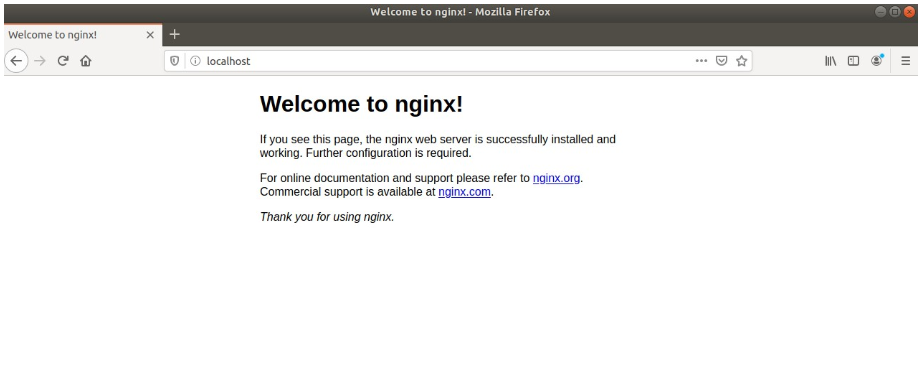 Welcome to nginx! - Mozilla Firefox
Welcome to nginx!
localhost
Welcome to nginx!
If you see this page, the nginx web server is successfully installed and
working. Further configuration is required.
For online documentation and support please refer to nginx.org.
Commercial support is available at nginx.com.
Thank you for using nginx.